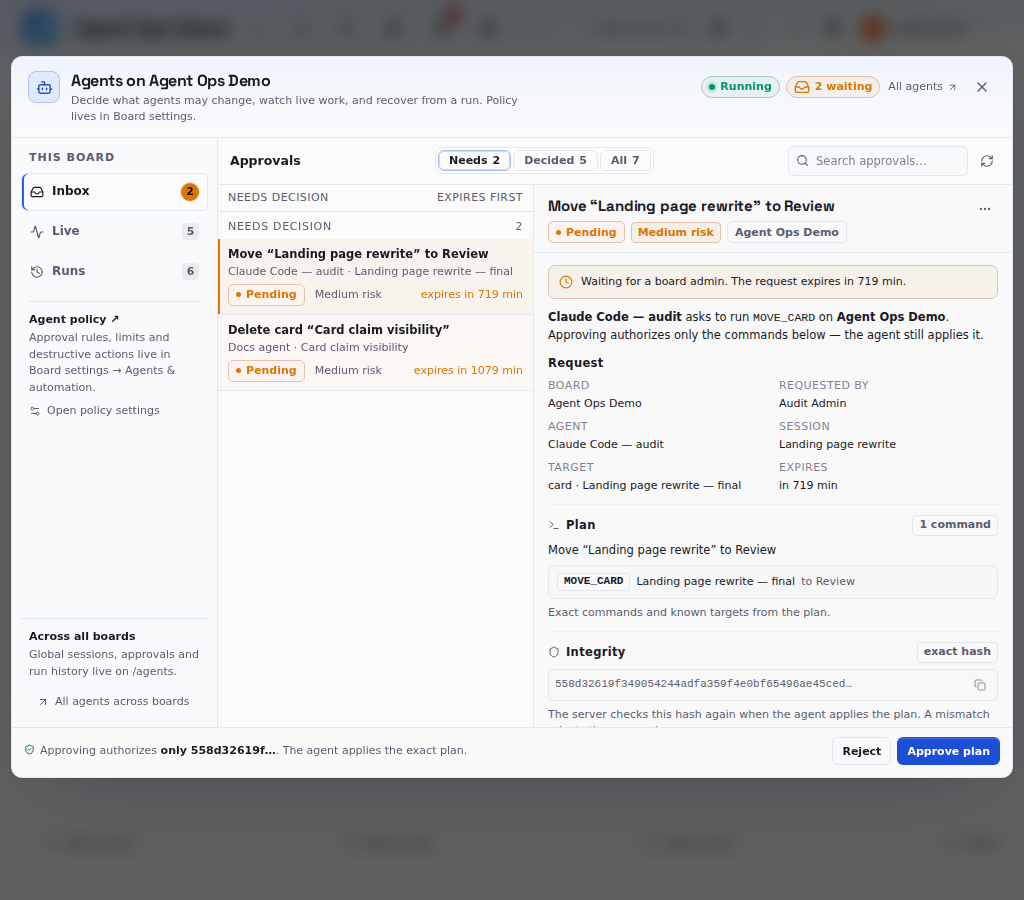 Agents on Agent Ops Demo
Decide what agents may change, watch live work, and recover from a run. Policy
lives in Board settings.
Running
2 waiting
All agents ↗
THIS BOARD
Inbox
2
Live
5
Runs
6
Agent policy ↗
Approval rules, limits and
destructive actions live in
Board settings → Agents &
automation.
Open policy settings
Across all boards
Global sessions, approvals and
run history live on /agents.
All agents across boards
Approvals
Needs 2
Decided 5
All 7
Search approvals…
NEEDS DECISION
EXPIRES FIRST
NEEDS DECISION
2
Move “Landing page rewrite” to Review
Claude Code — audit · Landing page rewrite — final
Pending
Medium risk
expires in 719 min
Delete card “Card claim visibility”
Docs agent · Card claim visibility
Pending
Medium risk
expires in 1079 min
Move “Landing page rewrite” to Review
Pending
Medium risk
Agent Ops Demo
Waiting for a board admin. The request expires in 719 min.
Claude Code — audit asks to run MOVE_CARD on Agent Ops Demo.
Approving authorizes only the commands below — the agent still applies it.
Request
BOARD
Agent Ops Demo
REQUESTED BY
Audit Admin
AGENT
Claude Code — audit
SESSION
Landing page rewrite
TARGET
card · Landing page rewrite — final
EXPIRES
in 719 min
Plan
1 command
Move “Landing page rewrite” to Review
MOVE_CARD Landing page rewrite — final to Review
Exact commands and known targets from the plan.
Integrity
exact hash
558d32619f349054244adfa359f4e0bf65496ae45ced…
The server checks this hash again when the agent applies the plan. A mismatch
Approving authorizes only 558d32619f…. The agent applies the exact plan.
Reject
Approve plan